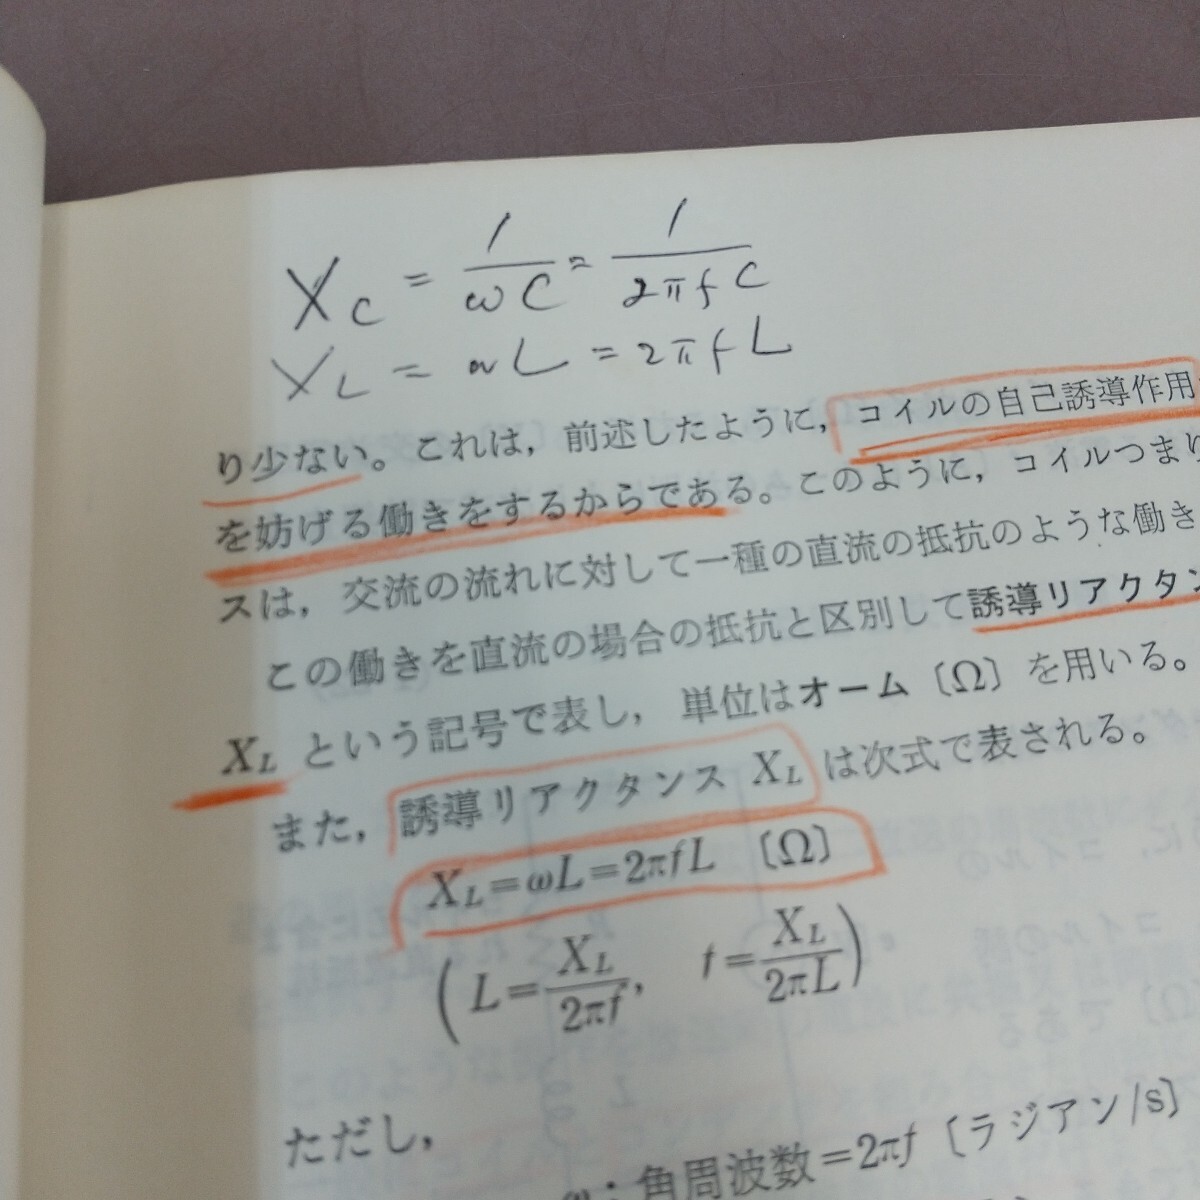 X_C = 1/ωC = 1/2πfC
X_L = ωL = 2πfL
り少ない。これは，前述したように，コイルの自己誘導作用
を妨げる働きをするからである。このように，コイルつまり
スは，交流の流れに対して一種の直流の抵抗のような働き
この働きを直流の場合の抵抗と区別して誘導リアクタン
X_L という記号で表し，単位はオーム〔Ω〕を用いる。
また，誘導リアクタンス X_L は次式で表される。
X_L=ωL=2πfL 〔Ω〕
(L=X_L/2πf, f=X_L/2πL)
ただし，
ω：角周波数=2πf〔ラジアン/s〕